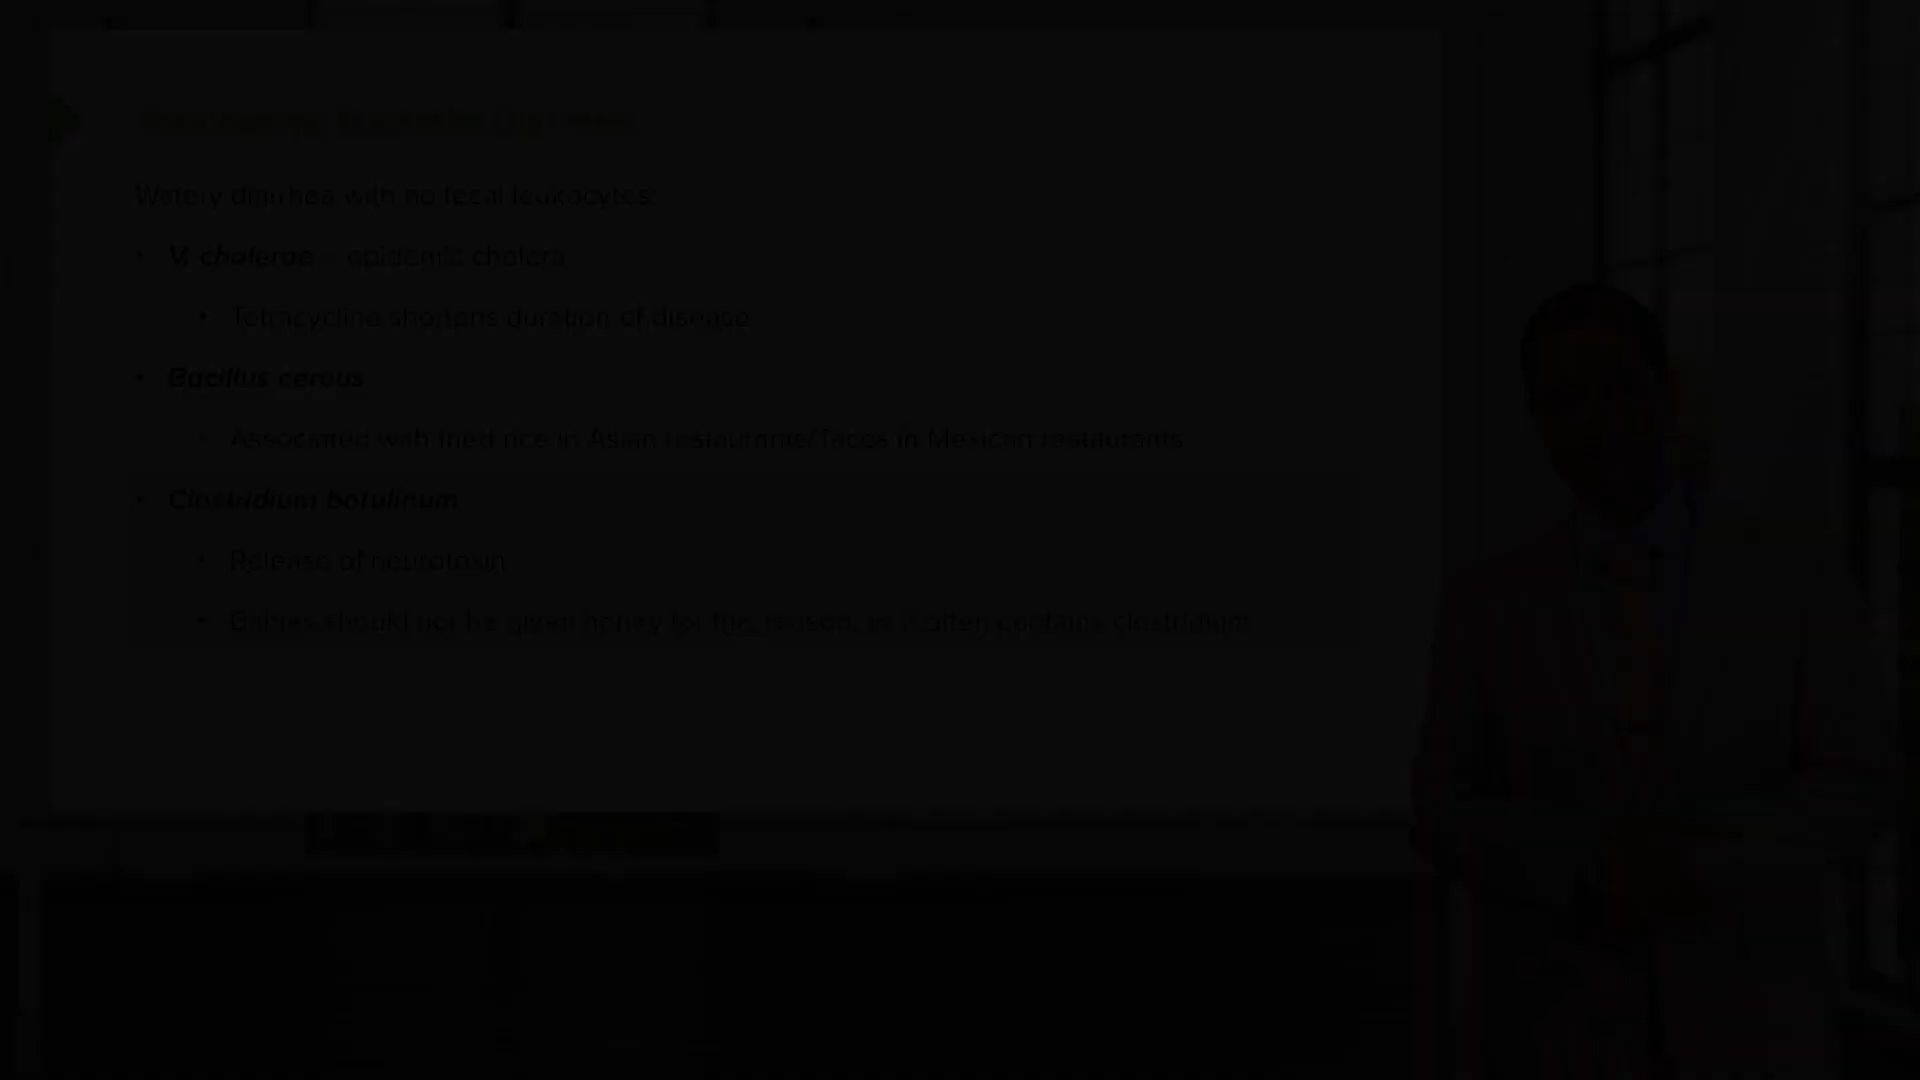 Watery diarrhea with no fecal leukocytes:
• V. cholerae – epidemic cholera
• Tetracycline shortens duration of disease
• Bacillus cereus
• Associated with fried rice in Asian restaurants/Tacos in Mexican restaurants
• Clostridium botulinum
• Release of neurotoxin
• Babies should not be given honey for this reason, as it often contains clostridium